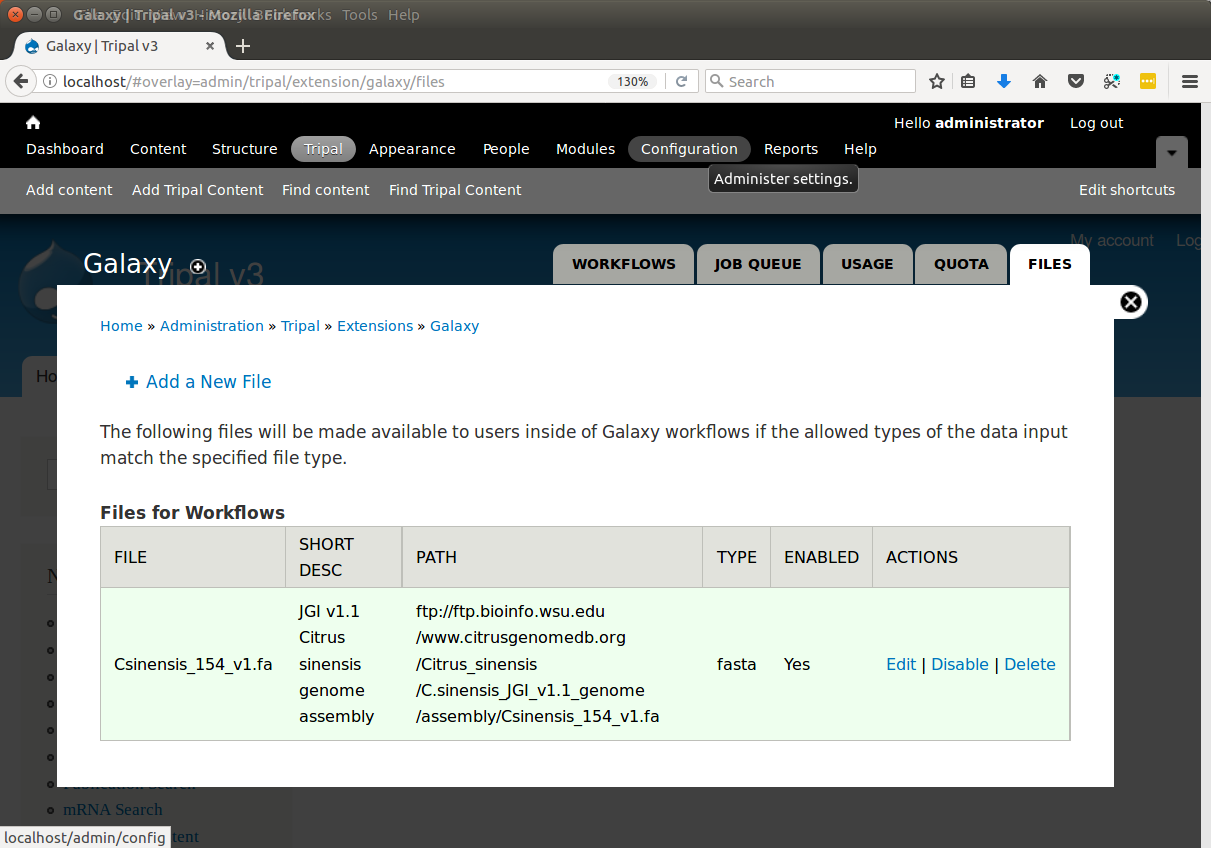 Galaxy | Tripal v3 - Mozilla Firefox
Tools Help
Galaxy | Tripal v3
localhost/#overlay=admin/tripal/extension/galaxy/files 130% Search
Hello administrator Log out
Dashboard Content Structure Tripal Appearance People Modules Configuration Reports Help
Administer settings.
Add content Add Tripal Content Find content Find Tripal Content Edit shortcuts
My account Log
Tripal v3
Galaxy
WORKFLOWS JOB QUEUE USAGE QUOTA FILES
Ho
Home » Administration » Tripal » Extensions » Galaxy
Add a New File
The following files will be made available to users inside of Galaxy workflows if the allowed types of the data input
match the specified file type.
Files for Workflows
FILE SHORT DESC PATH TYPE ENABLED ACTIONS
Csinensis_154_v1.fa
JGI v1.1
Citrus
sinensis
genome
assembly
ftp://ftp.bioinfo.wsu.edu
/www.citrusgenomedb.org
/Citrus_sinensis
/C.sinensis_JGI_v1.1_genome
/assembly/Csinensis_154_v1.fa
fasta
Yes
Edit | Disable | Delete
mRNA Search
tent
localhost/admin/config